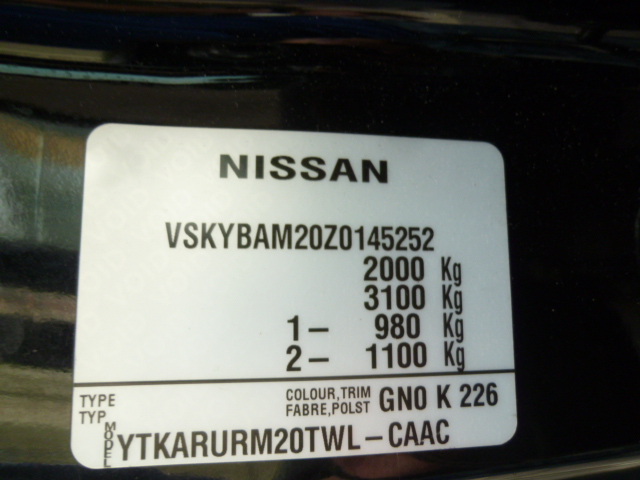 NISSAN
VSKYBAM20Z0145252
2000 Kg
3100 Kg
1- 980 Kg
2- 1100 Kg
TYPE
TYP
COLOUR,TRIM
FABRE,POLST
GN0 K 226
MODEL
YTKARURM20TWL-CAAC